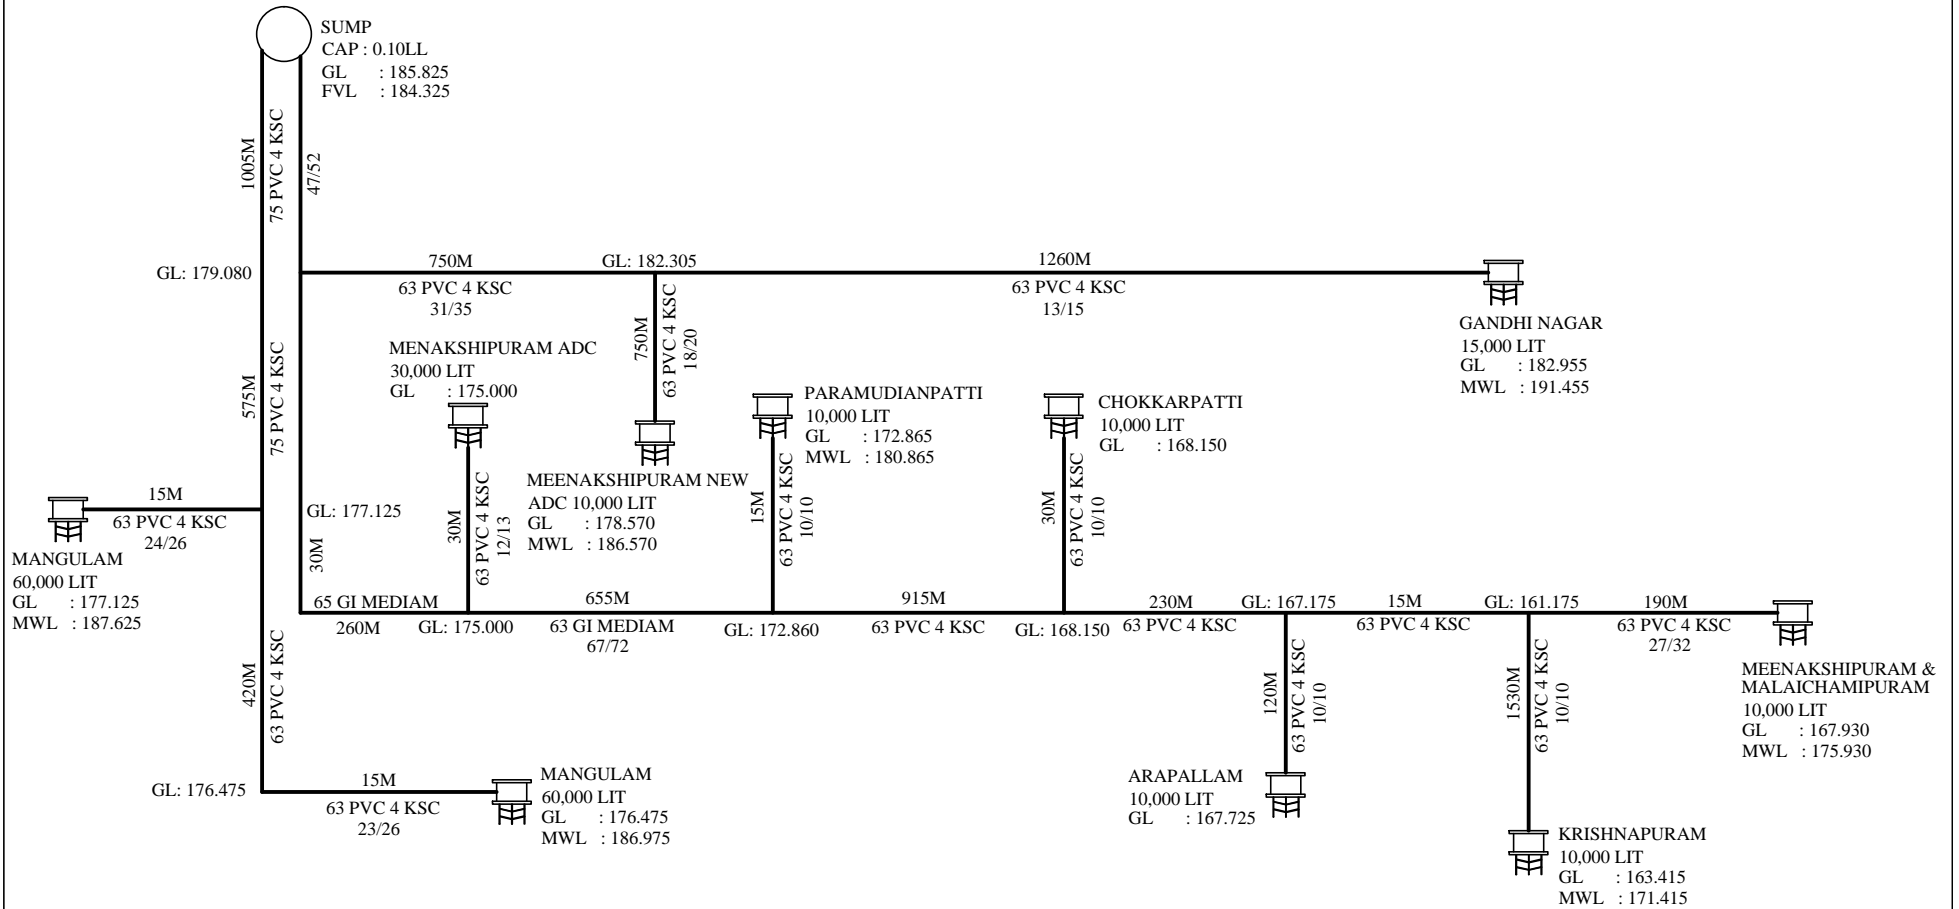 SUMP
CAP : 0.10LL
GL : 185.825
FVL : 184.325
1005M
75 PVC 4 KSC
47/52
GL: 179.080
750M
63 PVC 4 KSC
31/35
GL: 182.305
1260M
63 PVC 4 KSC
13/15
GANDHI NAGAR
15,000 LIT
GL : 182.955
MWL : 191.455
750M
63 PVC 4 KSC
18/20
MEENAKSHIPURAM NEW
ADC 10,000 LIT
GL : 178.570
MWL : 186.570
575M
75 PVC 4 KSC
MENAKSHIPURAM ADC
30,000 LIT
GL : 175.000
30M
63 PVC 4 KSC
12/13
PARAMUDIANPATTI
10,000 LIT
GL : 172.865
MWL : 180.865
15M
63 PVC 4 KSC
10/10
CHOKKARPATTI
10,000 LIT
GL : 168.150
30M
63 PVC 4 KSC
10/10
15M
63 PVC 4 KSC
24/26
MANGULAM
60,000 LIT
GL : 177.125
MWL : 187.625
GL: 177.125
30M
65 GI MEDIAM
260M
GL: 175.000
655M
63 GI MEDIAM
67/72
GL: 172.860
915M
63 PVC 4 KSC
GL: 168.150
230M
63 PVC 4 KSC
GL: 167.175
15M
63 PVC 4 KSC
GL: 161.175
190M
63 PVC 4 KSC
27/32
MEENAKSHIPURAM &
MALAICHAMIPURAM
10,000 LIT
GL : 167.930
MWL : 175.930
120M
63 PVC 4 KSC
10/10
ARAPALLAM
10,000 LIT
GL : 167.725
1530M
63 PVC 4 KSC
10/10
KRISHNAPURAM
10,000 LIT
GL : 163.415
MWL : 171.415
420M
63 PVC 4 KSC
GL: 176.475
15M
63 PVC 4 KSC
23/26
MANGULAM
60,000 LIT
GL : 176.475
MWL : 186.975